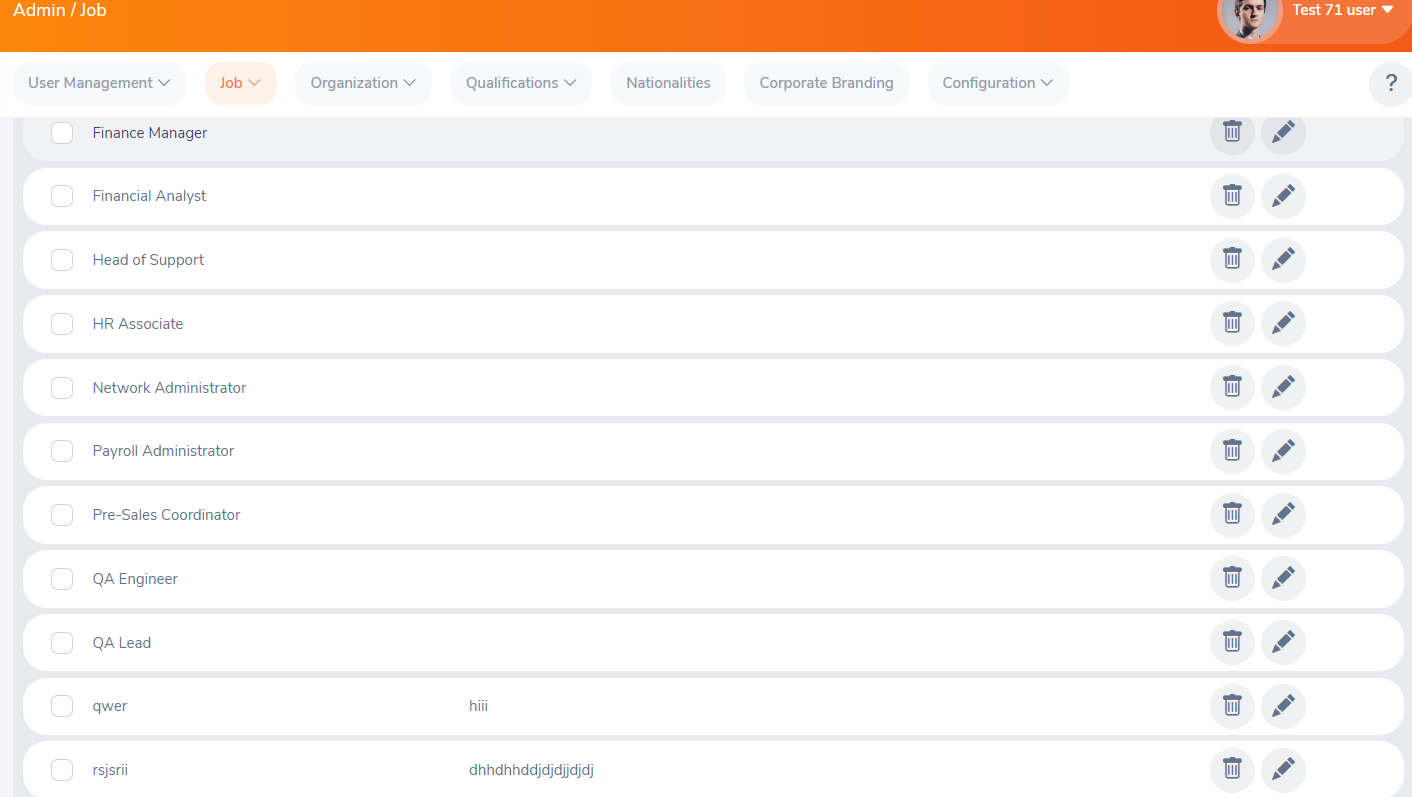 Admin / Job
Test 71 user
User Management Job Organization Qualifications Nationalities Corporate Branding Configuration ?
Finance Manager
Financial Analyst
Head of Support
HR Associate
Network Administrator
Payroll Administrator
Pre-Sales Coordinator
QA Engineer
QA Lead
qwer hiii
rsjsrii dhhdhhddjdjdjjdjdj